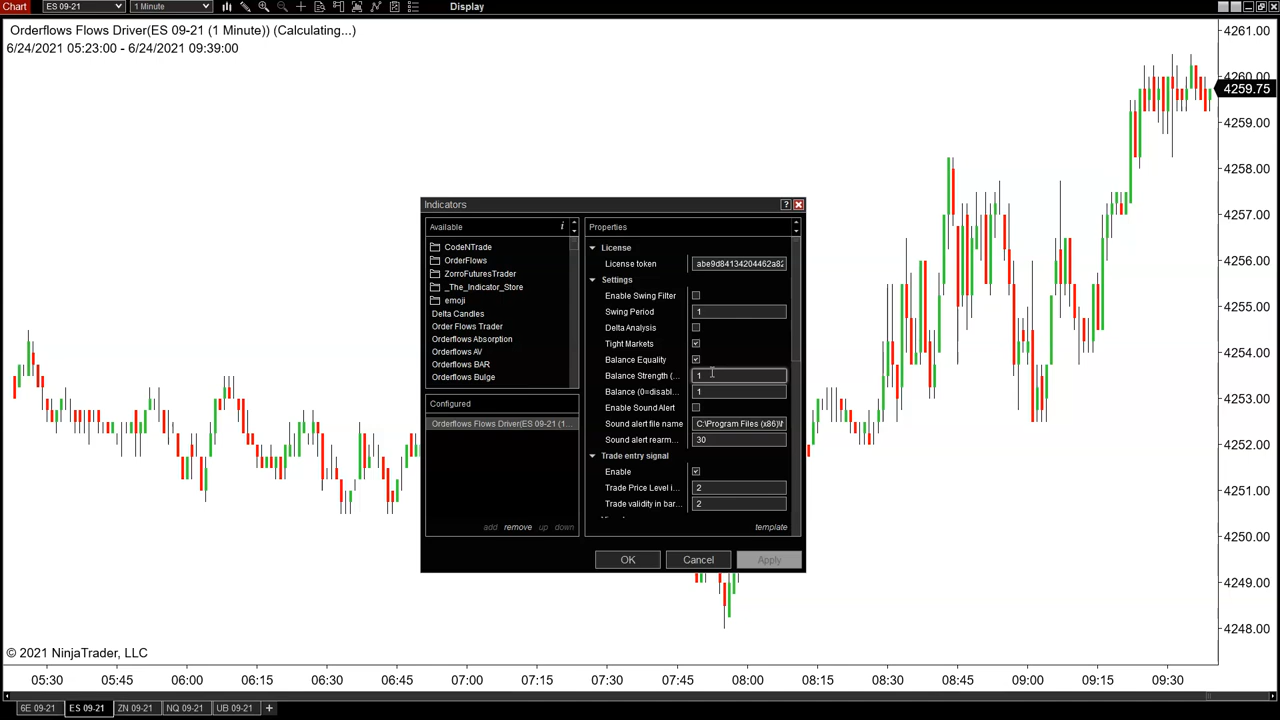 Chart ES 09-21 1 Minute Display
Orderflows Flows Driver(ES 09-21 (1 Minute)) (Calculating...)
6/24/2021 05:23:00 - 6/24/2021 09:39:00
4261.00
4260.00
4259.75
4259.00
4258.00
4257.00
4256.00
4255.00
4254.00
4253.00
4252.00
4251.00
4250.00
4249.00
4248.00
Indicators
Available
CodeNTrade
OrderFlows
ZorroFuturesTrader
_The_Indicator_Store
emoji
Delta Candles
Order Flows Trader
Orderflows Absorption
Orderflows AV
Orderflows BAR
Orderflows Bulge
Configured
Orderflows Flows Driver(ES 09-21 (1...
add remove up down
Properties
License
License token abe9d84134204462a82
Settings
Enable Swing Filter
Swing Period 1
Delta Analysis
Tight Markets
Balance Equality
Balance Strength (... 1
Balance (0=disabl... 1
Enable Sound Alert
Sound alert file name C:\Program Files (x86)\
Sound alert rearm... 30
Trade entry signal
Enable
Trade Price Level i... 2
Trade validity in bar... 2
template
OK Cancel Apply
© 2021 NinjaTrader, LLC
05:30 05:45 06:00 06:15 06:30 06:45 07:00 07:15 07:30 07:45 08:00 08:15 08:30 08:45 09:00 09:15 09:30
6E 09-21 ES 09-21 ZN 09-21 NQ 09-21 UB 09-21 +